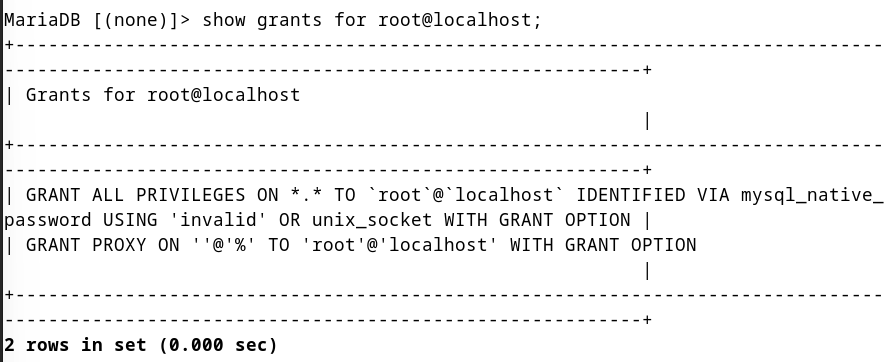 MariaDB [(none)]> show grants for root@localhost;
+--------------------------------------------------------------------------------
-----------------------------------------------------------+
| Grants for root@localhost
                                                           |
+--------------------------------------------------------------------------------
-----------------------------------------------------------+
| GRANT ALL PRIVILEGES ON *.* TO `root`@`localhost` IDENTIFIED VIA mysql_native_
password USING 'invalid' OR unix_socket WITH GRANT OPTION |
| GRANT PROXY ON ''@'%' TO 'root'@'localhost' WITH GRANT OPTION
                                                           |
+--------------------------------------------------------------------------------
-----------------------------------------------------------+
2 rows in set (0.000 sec)